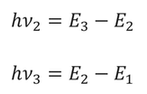 hν₂ = E₃ − E₂
hν₃ = E₂ − E₁